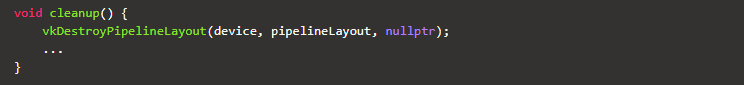 void cleanup() {
    vkDestroyPipelineLayout(device, pipelineLayout, nullptr);
    ...
}